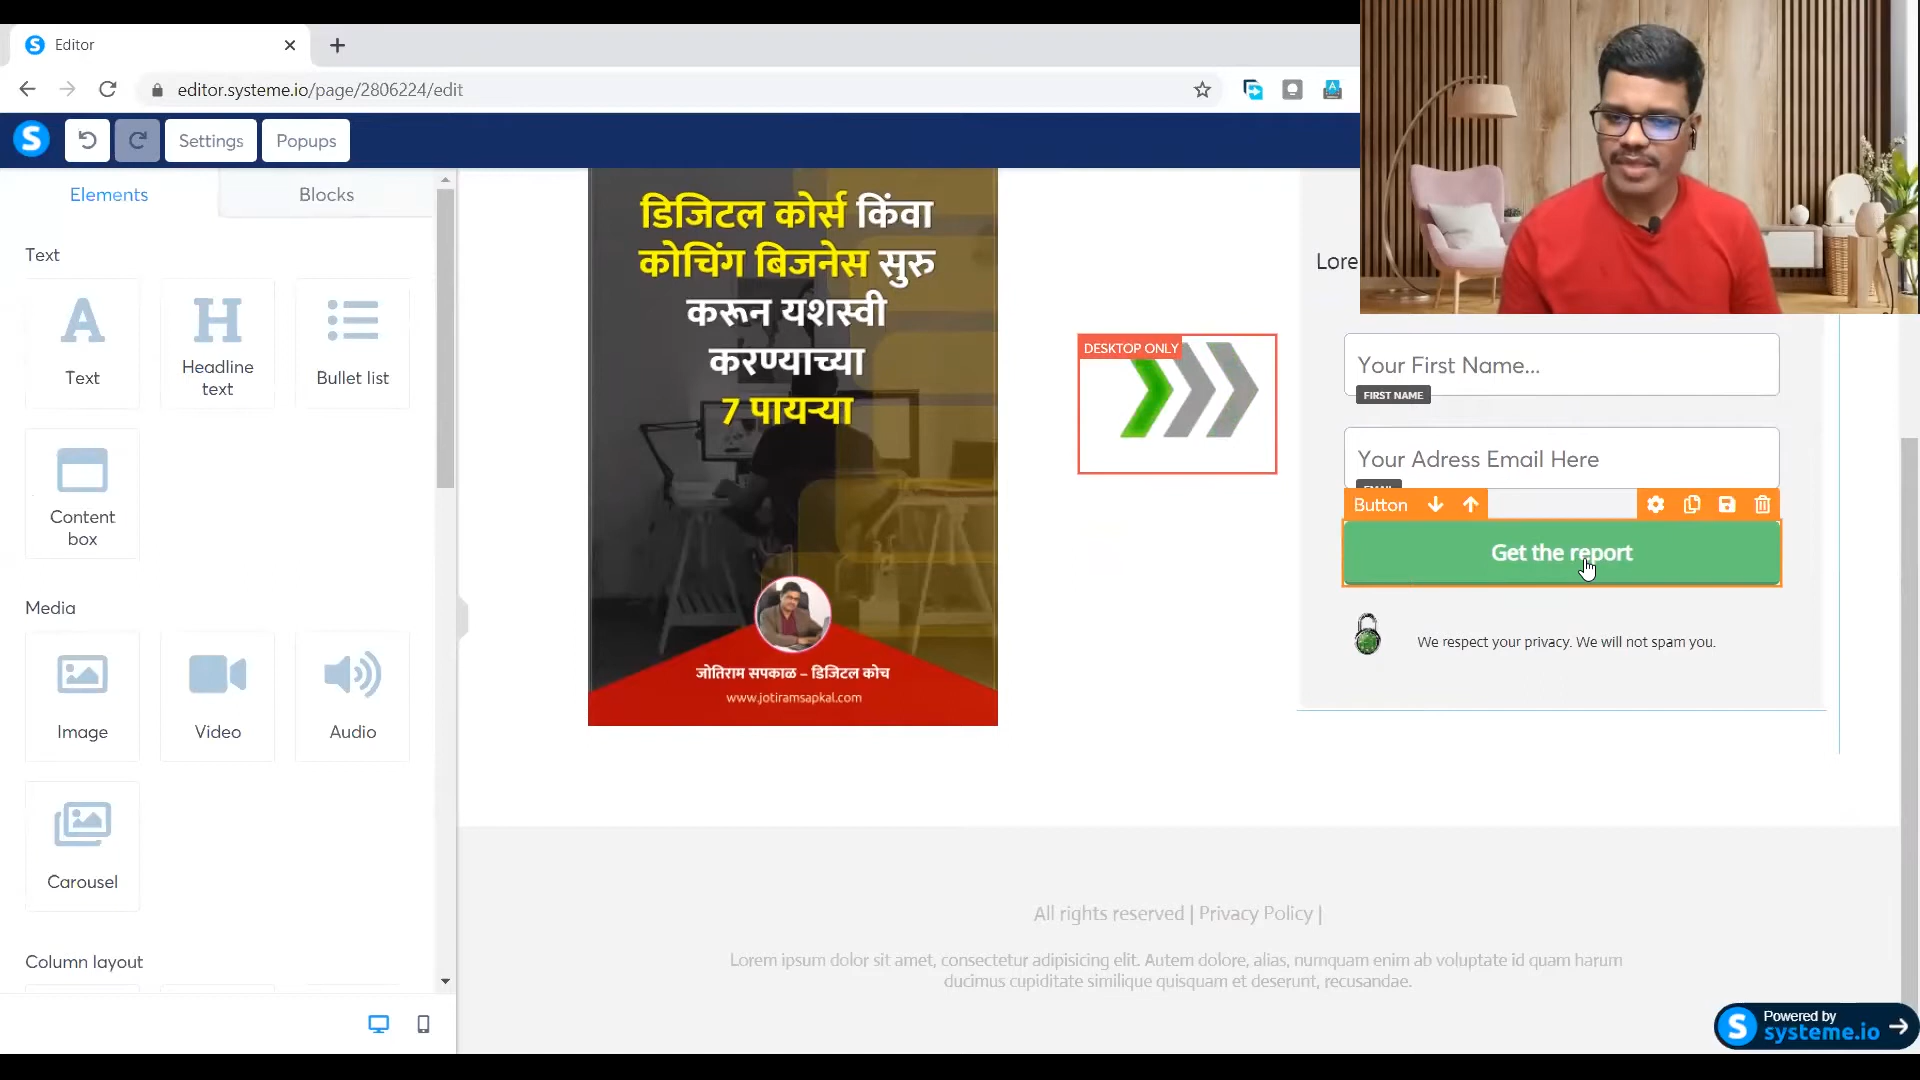 Editor
editor.systeme.io/page/2806224/edit
Settings
Popups
Elements
Blocks
Text
Text
Headline
text
Bullet list
Content
box
Media
Image
Video
Audio
Carousel
Column layout
डिजिटल कोर्स किंवा
कोचिंग बिजनेस सुरु
करून यशस्वी
करण्याच्या
7 पायऱ्या
जोतिराम सपकाळ – डिजिटल कोच
www.jotiramsapkal.com
DESKTOP ONLY
Lore
Your First Name...
FIRST NAME
Your Adress Email Here
Button
Get the report
We respect your privacy. We will not spam you.
All rights reserved | Privacy Policy |
Lorem ipsum dolor sit amet, consectetur adipisicing elit. Autem dolore, alias, numquam enim ab voluptate id quam harum
ducimus cupiditate similique quisquam et deserunt, recusandae.
Powered by
systeme.io